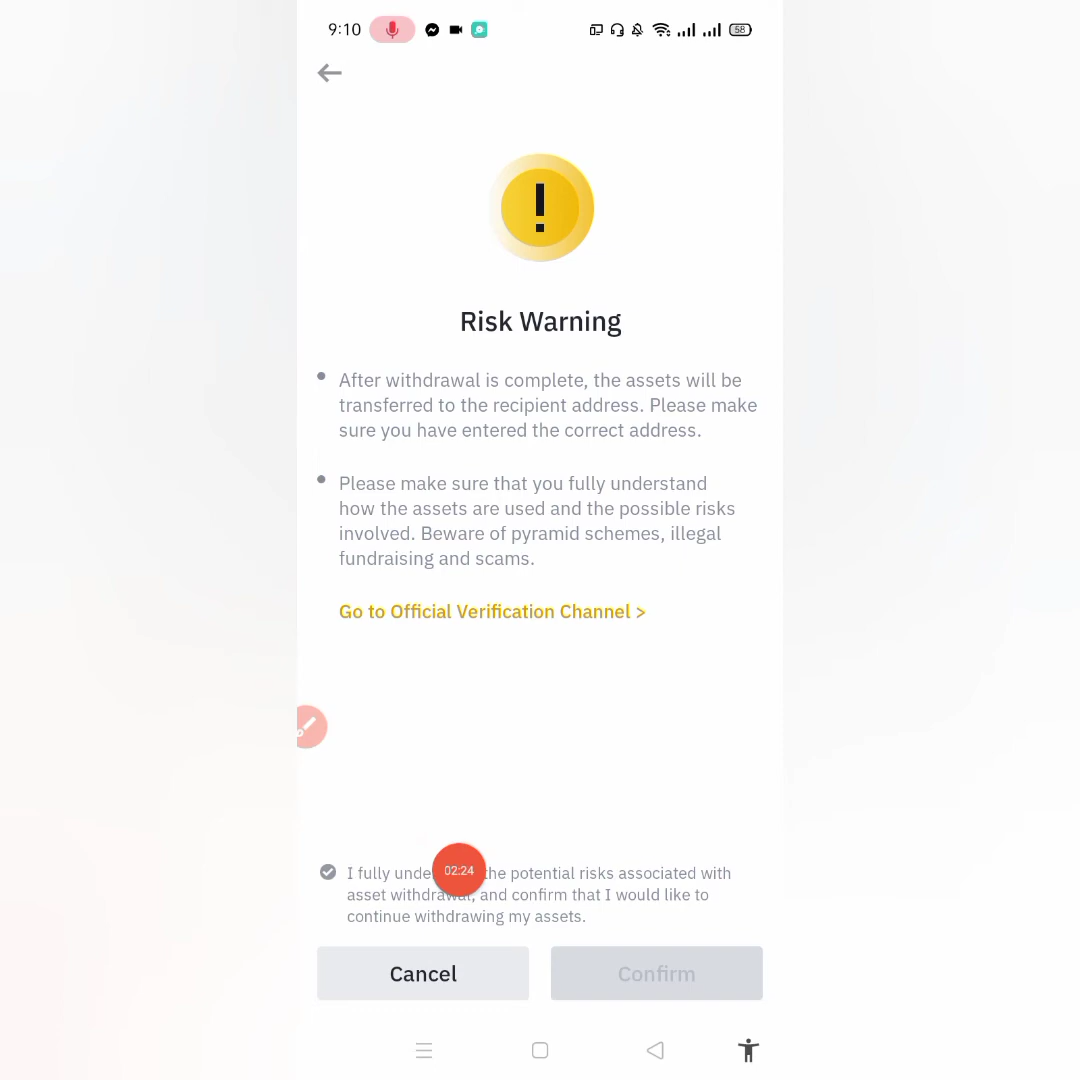 9:10
58
!
Risk Warning
After withdrawal is complete, the assets will be
transferred to the recipient address. Please make
sure you have entered the correct address.
Please make sure that you fully understand
how the assets are used and the possible risks
involved. Beware of pyramid schemes, illegal
fundraising and scams.
Go to Official Verification Channel >
I fully unde 02:24 the potential risks associated with
asset withdrawal, and confirm that I would like to
continue withdrawing my assets.
Cancel Confirm